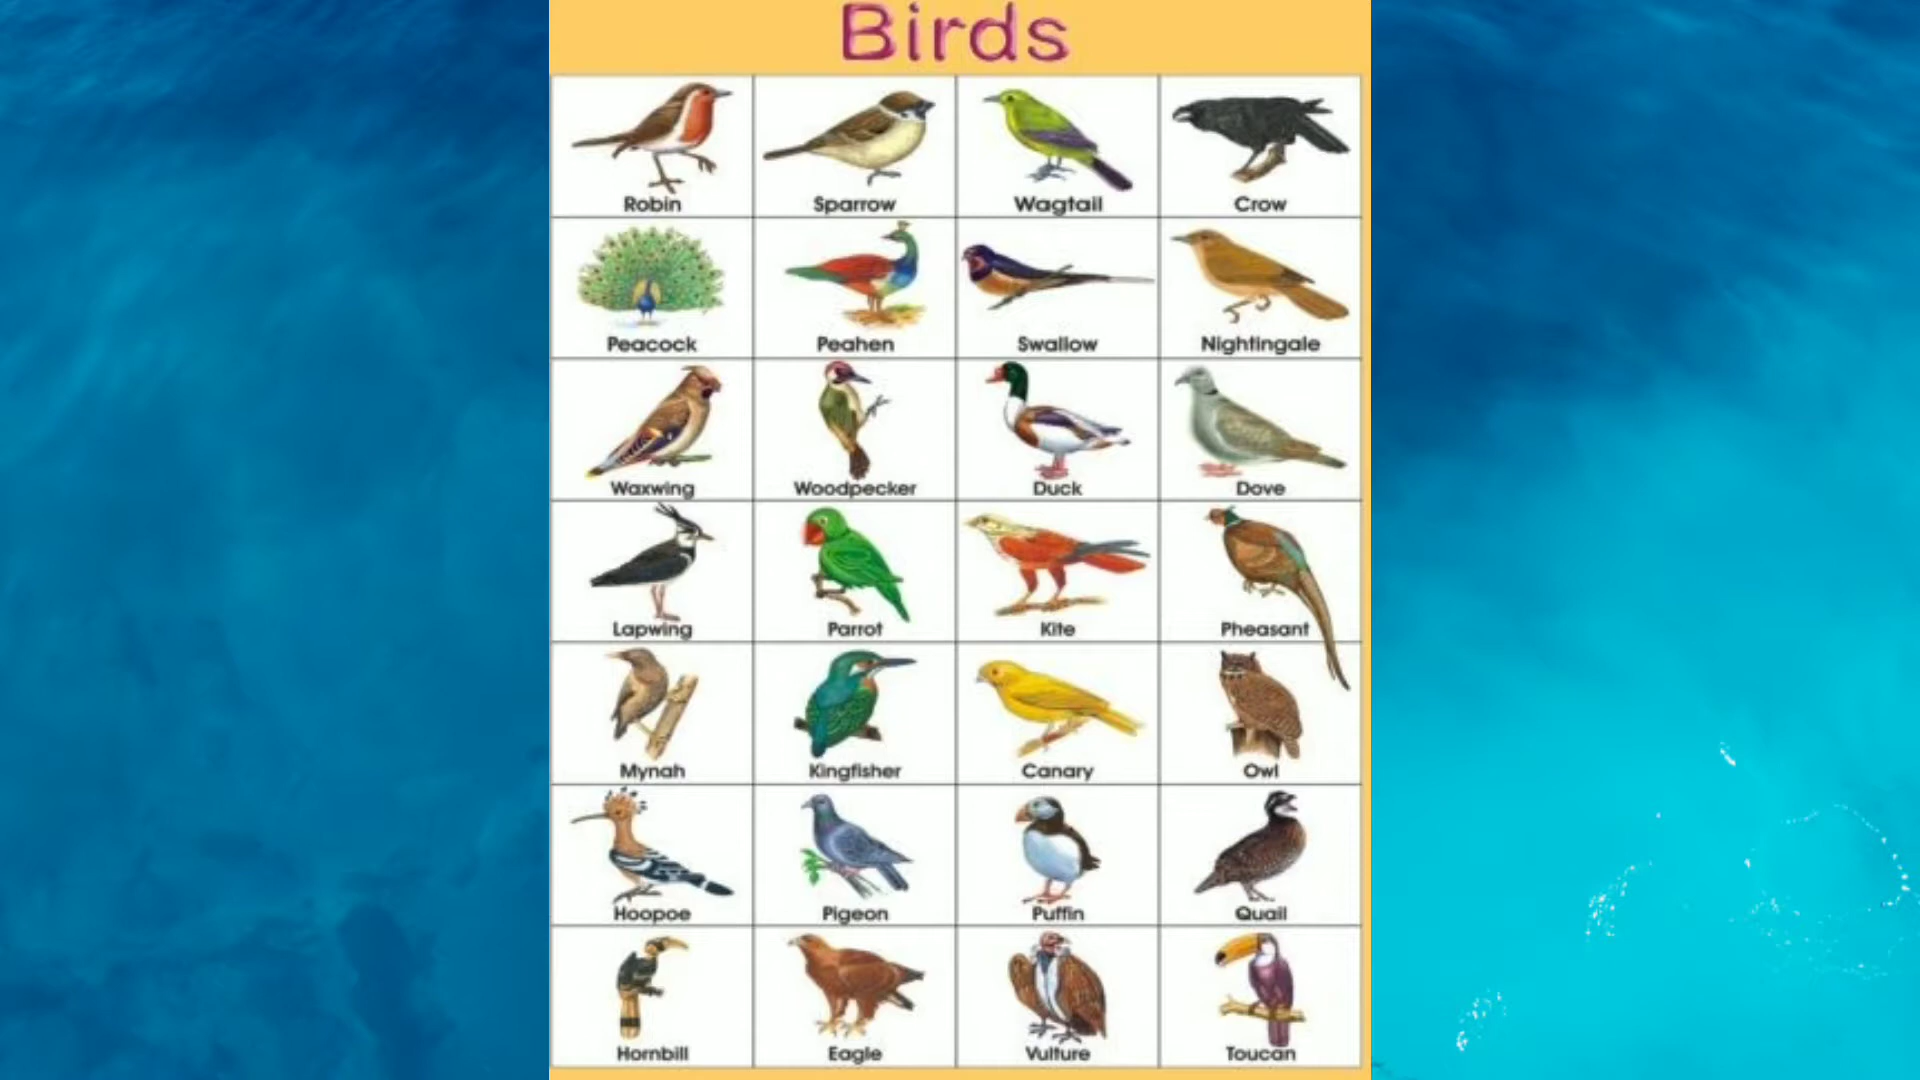 Birds
Robin Sparrow Wagtail Crow
Peacock Peahen Swallow Nightingale
Waxwing Woodpecker Duck Dove
Lapwing Parrot Kite Pheasant
Mynah Kingfisher Canary Owl
Hoopoe Pigeon Puffin Quail
Hornbill Eagle Vulture Toucan